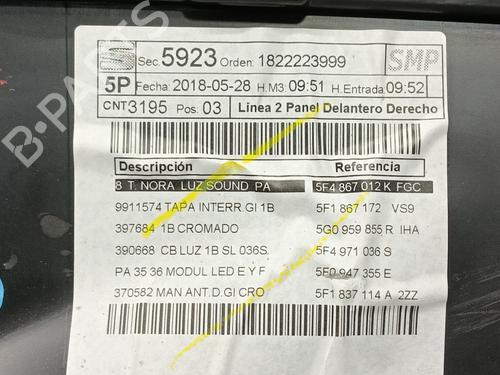 Sec. 5923 Orden: 1822223999 SMP
5P Fecha: 2018-05-28 H.M3: 09:51 H.Entrada: 09:52
CNT: 3195 Pos: 03 Línea 2 Panel Delantero Derecho
Descripción Referencia
8 T. NORA LUZ SOUND PA 5F4 867 012 K FGC
9911574 TAPA INTERR.GI 1B 5F1 867 172 VS9
397684 1B CROMADO 5G0 959 855 R IHA
390668 CB LUZ 1B SL 036S. 5F4 971 036 S
PA 35 36 MODUL LED E Y F 5F0 947 355 E
370582 MAN ANT.D.GI CRO 5F1 837 114 A 2ZZ
B-PARTS